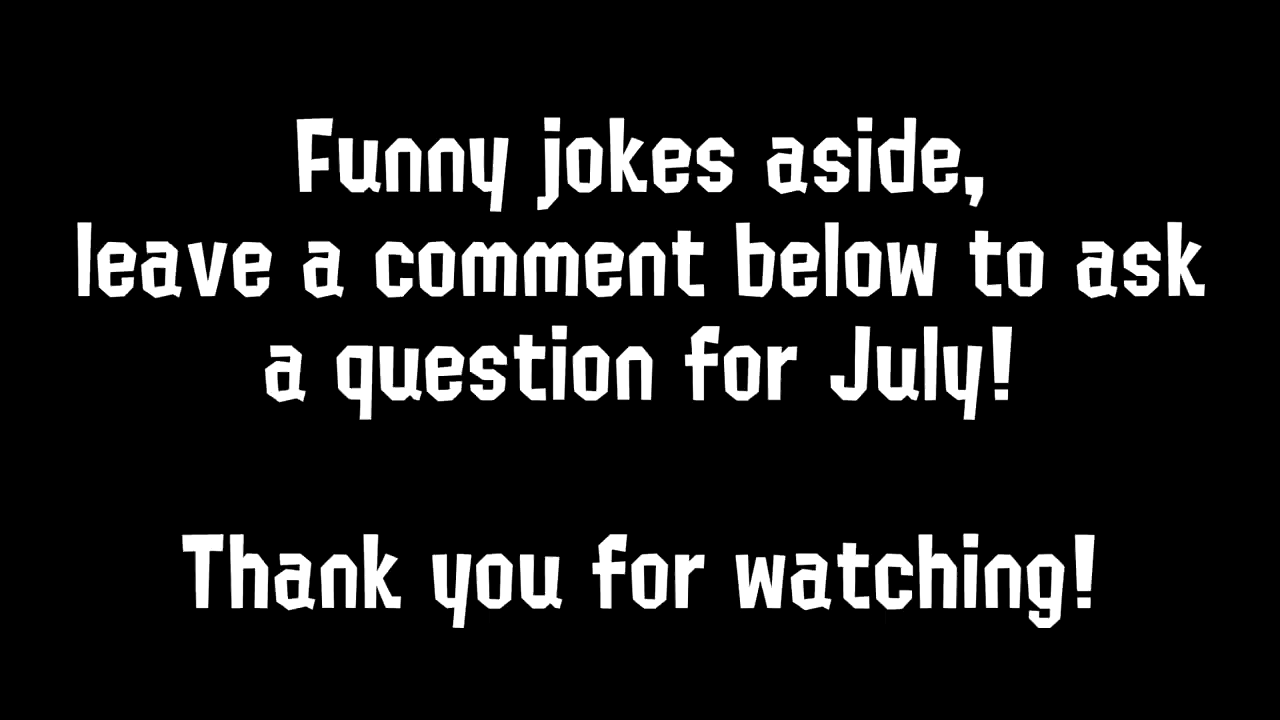 Funny jokes aside,
leave a comment below to ask
a question for July!
Thank you for watching!